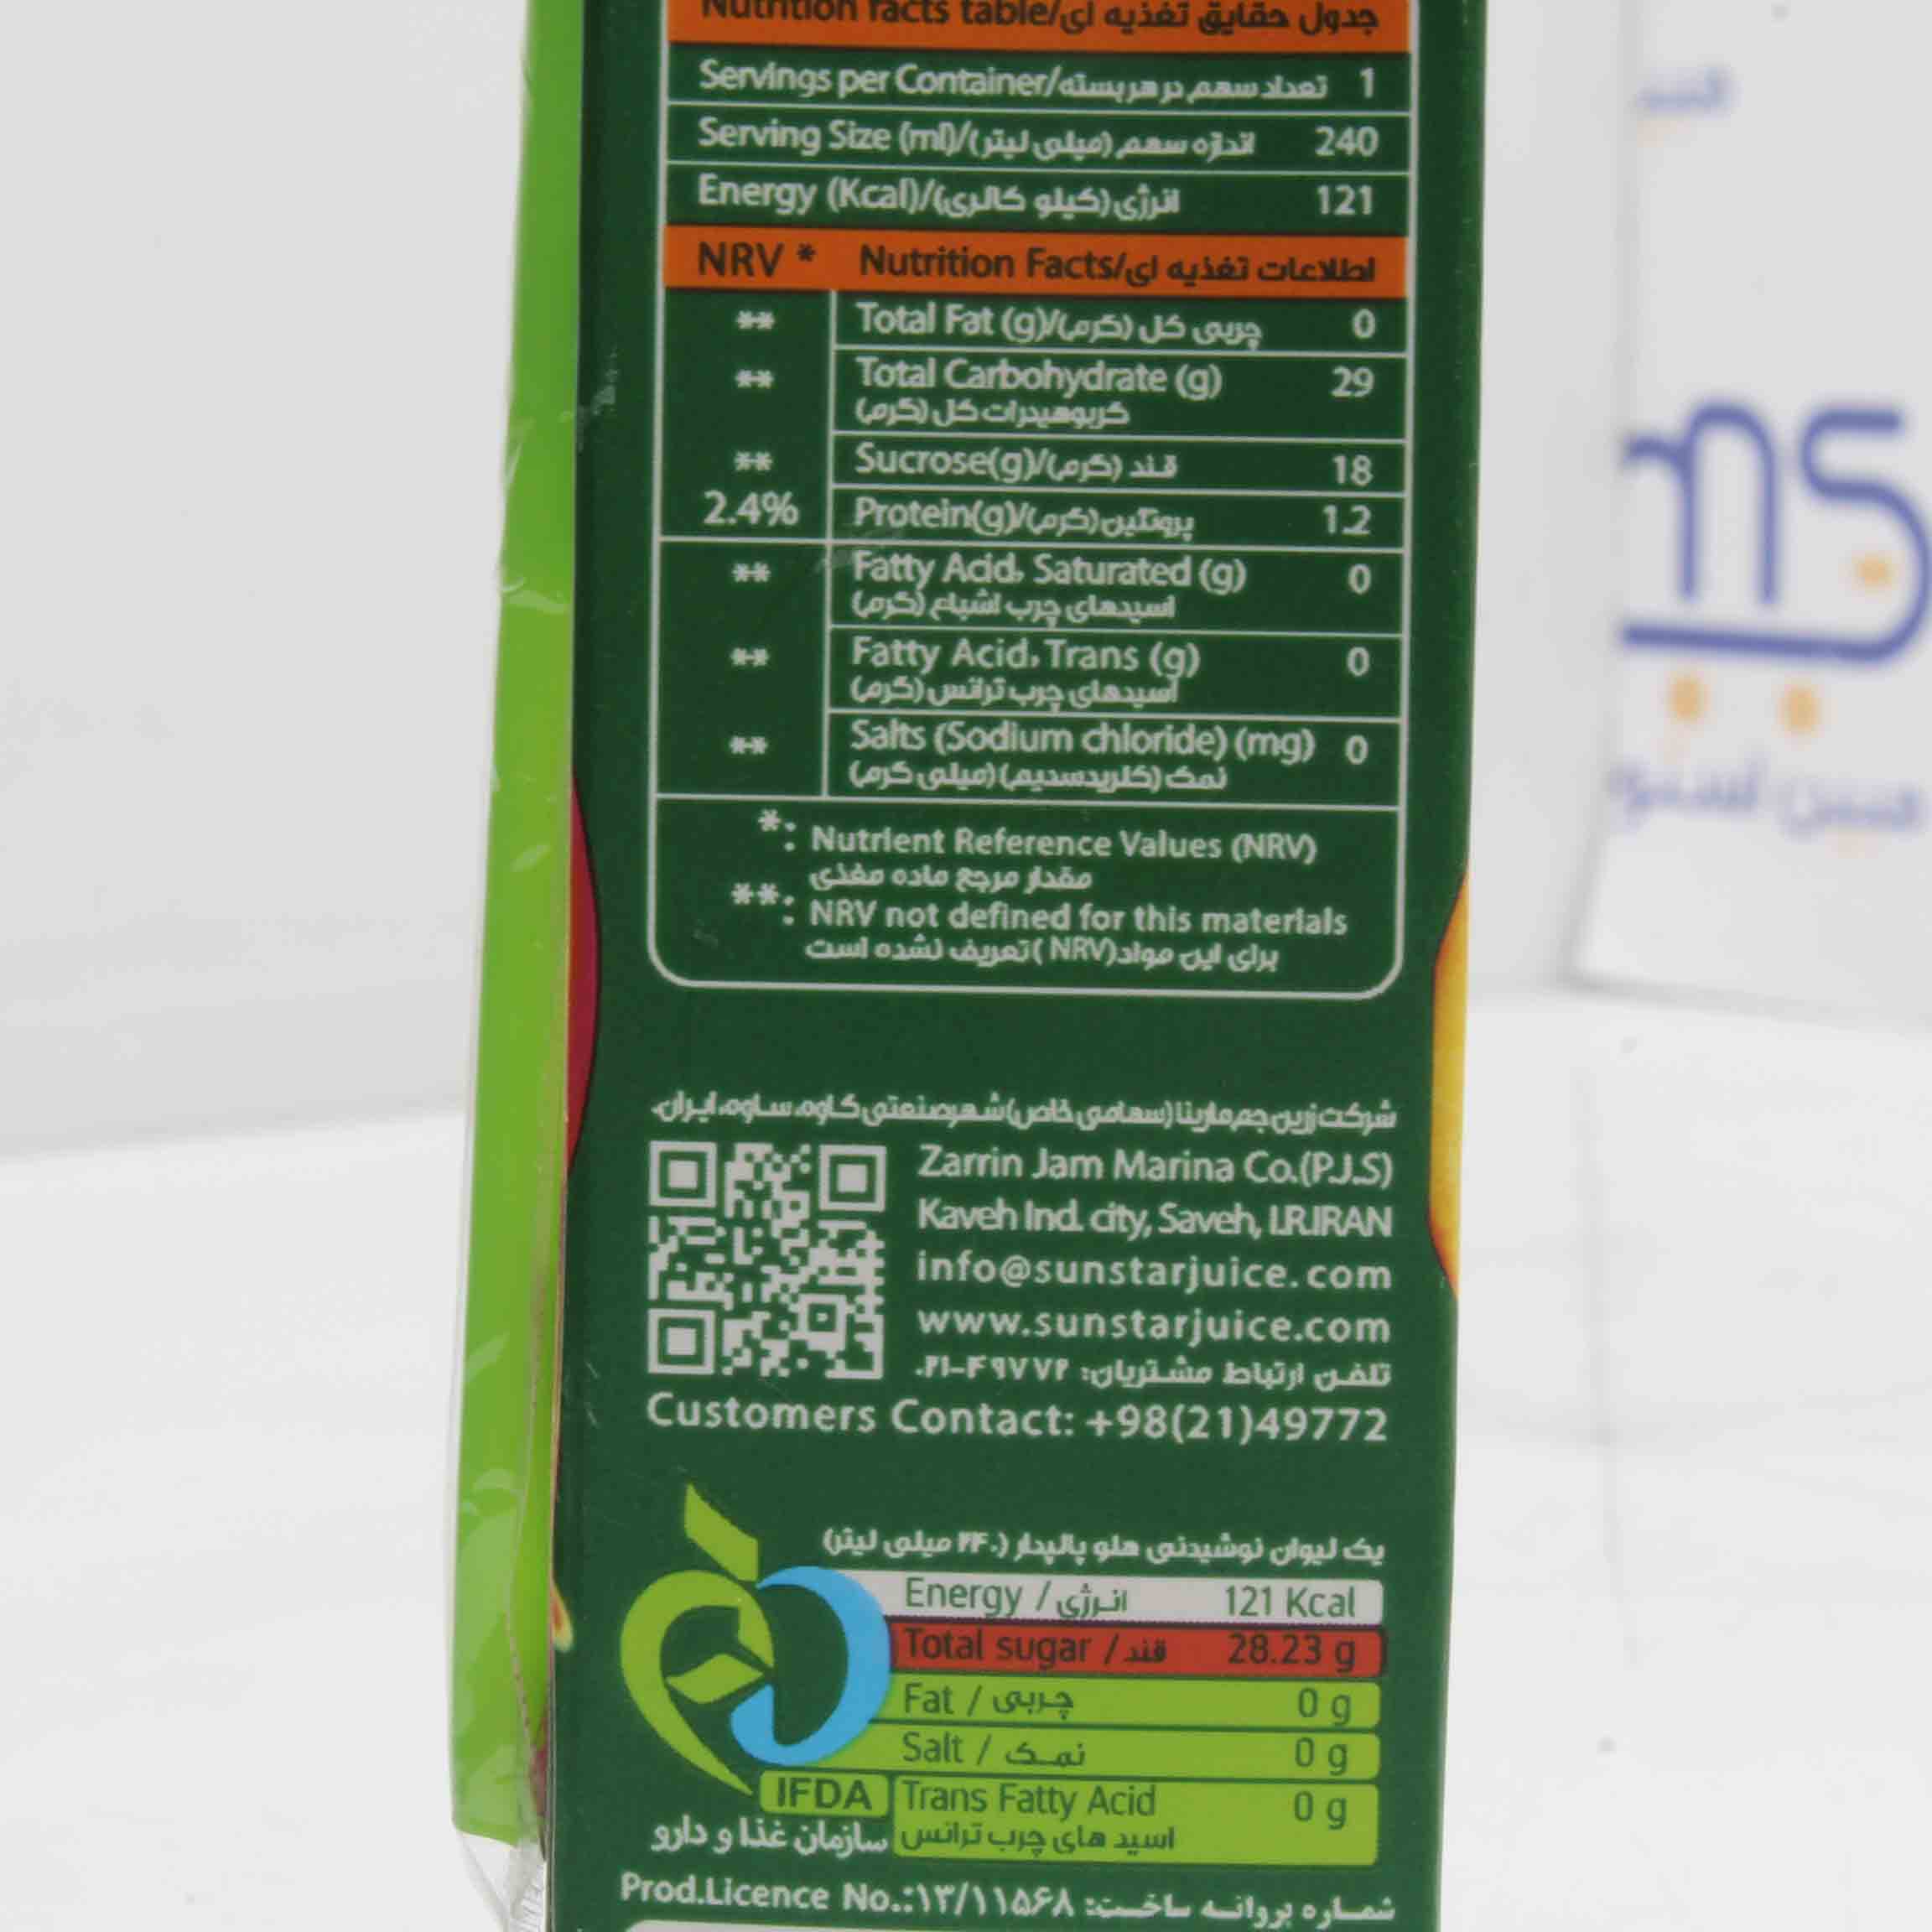 Nutrition facts table/جدول حقایق تغذیه ای
Servings per Container/تعداد سهم در هر بسته 1
Serving Size (ml)/اندازه سهم (میلی لیتر) 240
Energy (Kcal)/انرژی (کیلو کالری) 121
NRV * Nutrition Facts/اطلاعات تغذیه ای
** Total Fat (g)/چربی کل (گرم) 0
** Total Carbohydrate (g) 29
کربوهیدرات کل (گرم)
** Sucrose(g)/قند (گرم) 18
2.4% Protein(g)/پروتئین (گرم) 1.2
** Fatty Acid, Saturated (g) 0
اسیدهای چرب اشباع (گرم)
** Fatty Acid, Trans (g) 0
اسیدهای چرب ترانس (گرم)
** Salts (Sodium chloride) (mg) 0
نمک (کلریدسدیم) (میلی گرم)
*: Nutrient Reference Values (NRV)
مقدار مرجع ماده مغذی
**: NRV not defined for this materials
برای این مواد(NRV )تعریف نشده است
شرکت زرین جم مارینا (سهامی خاص) شهر صنعتی کاوه، ساوه، ایران.
Zarrin Jam Marina Co.(P.J.S)
Kaveh Ind. city, Saveh, I.R.IRAN
info@sunstarjuice.com
www.sunstarjuice.com
تلفن ارتباط مشتریان: ۴۹۷۷۲-۰۲۱
Customers Contact: +98(21)49772
یک لیوان نوشیدنی هلو پالپدار (۲۴۰ میلی لیتر)
Energy / انرژی 121 Kcal
Total sugar / قند 28.23 g
Fat / چربی 0 g
Salt / نمک 0 g
IFDA Trans Fatty Acid 0 g
سازمان غذا و دارو اسید های چرب ترانس
Prod.Licence No.:۱۳/۱۱۵۶۸ شماره پروانه ساخت:
ns